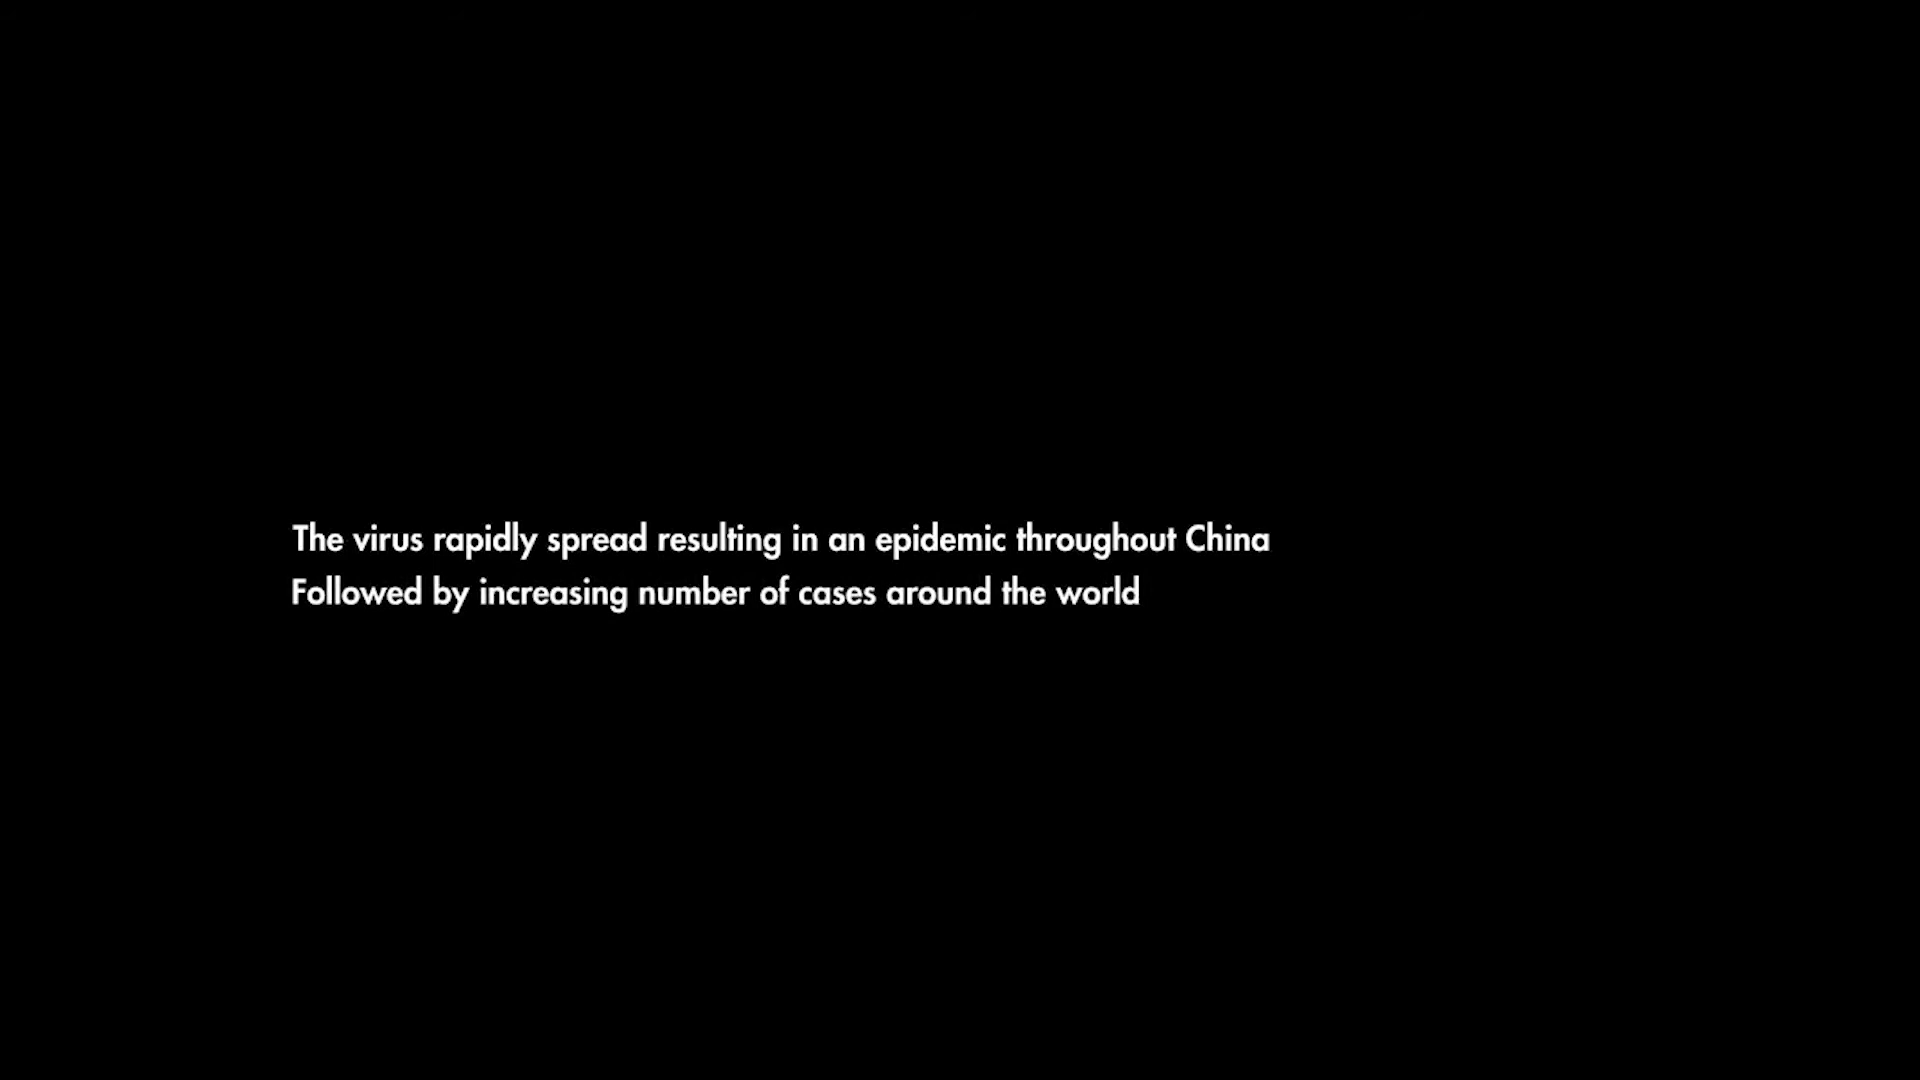 The virus rapidly spread resulting in an epidemic throughout China
Followed by increasing number of cases around the world